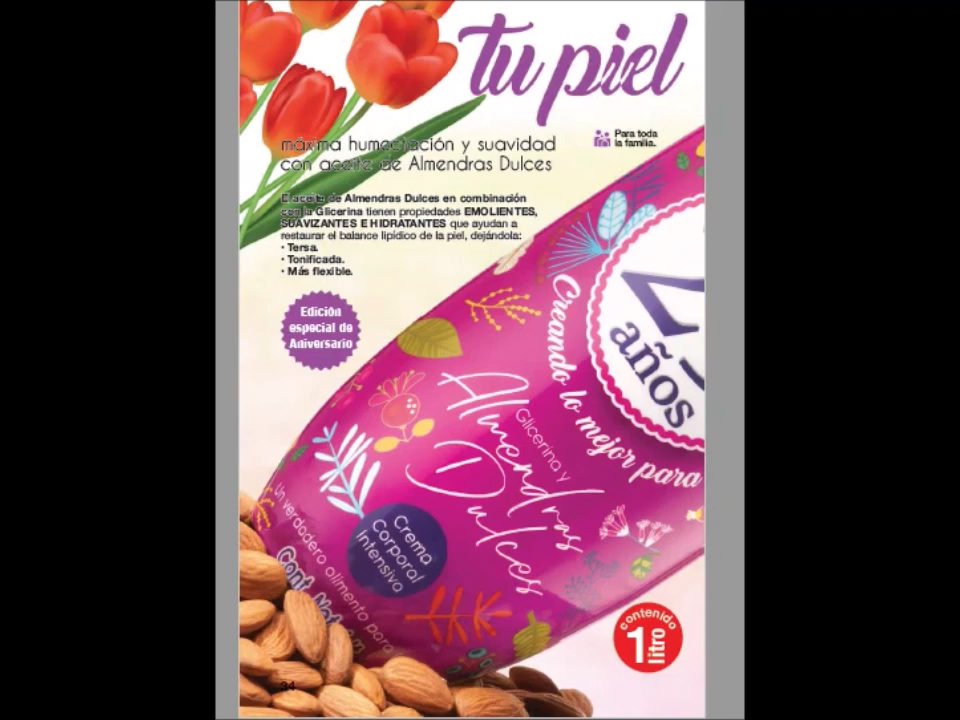 tu piel
máxima humectación y suavidad
con aceite de Almendras Dulces
Para toda
la familia.
El aceite de Almendras Dulces en combinación
con la Glicerina tienen propiedades EMOLIENTES,
SUAVIZANTES E HIDRATANTES que ayudan a
restaurar el balance lipídico de la piel, dejándola:
• Tersa.
• Tonificada.
• Más flexible.
Edición
especial de
Aniversario
años
Creando lo mejor para
Glicerina y
Almendras
Dulces
Crema
Corporal
Intensiva
Un verdadero alimento para
Cont. Net.
contenido
1 litro
34